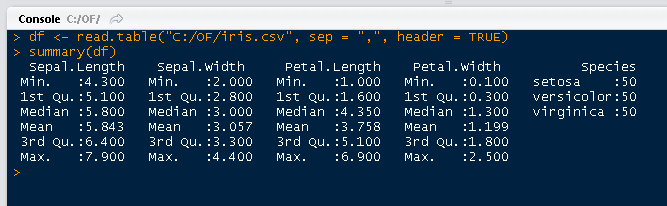 Console C:/OF/
> df <- read.table("C:/OF/iris.csv", sep = ",", header = TRUE)
> summary(df)
  Sepal.Length    Sepal.Width     Petal.Length    Petal.Width          Species
 Min.   :4.300   Min.   :2.000   Min.   :1.000   Min.   :0.100   setosa    :50
 1st Qu.:5.100   1st Qu.:2.800   1st Qu.:1.600   1st Qu.:0.300   versicolor:50
 Median :5.800   Median :3.000   Median :4.350   Median :1.300   virginica :50
 Mean   :5.843   Mean   :3.057   Mean   :3.758   Mean   :1.199
 3rd Qu.:6.400   3rd Qu.:3.300   3rd Qu.:5.100   3rd Qu.:1.800
 Max.   :7.900   Max.   :4.400   Max.   :6.900   Max.   :2.500
>